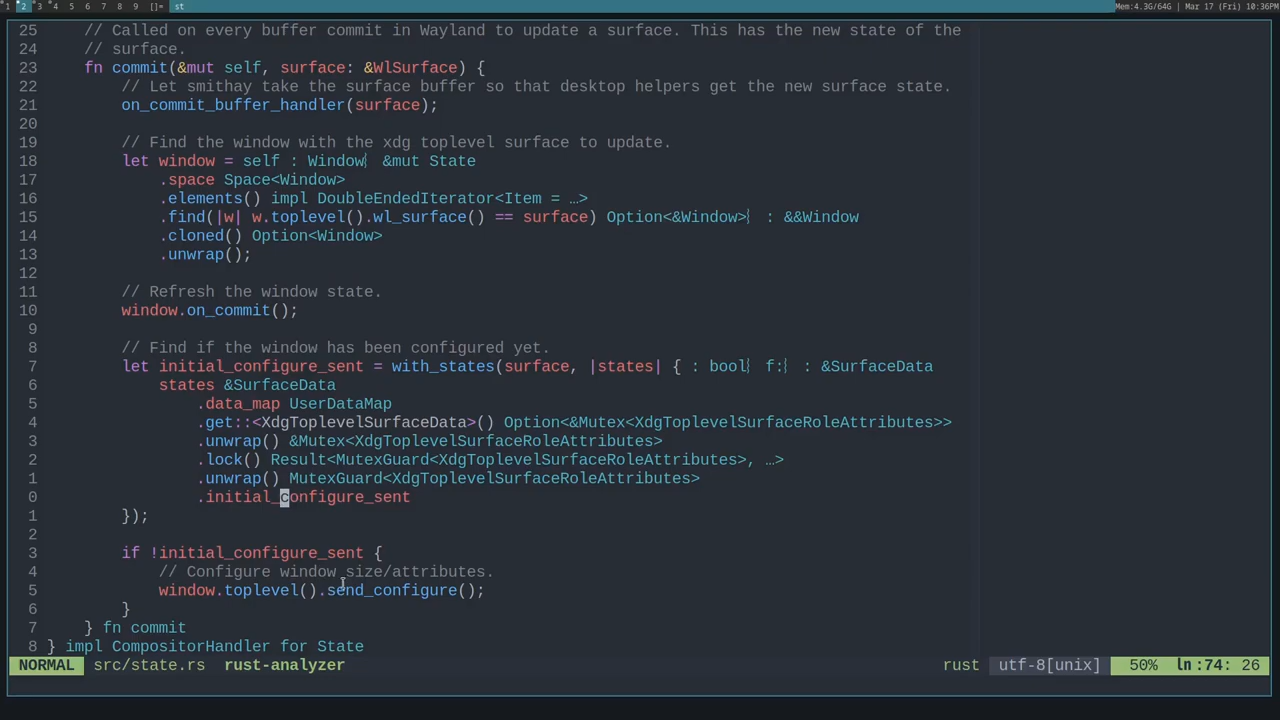 1 2 3 4 5 6 7 8 9 []= st Mem:4.3G/64G | Mar 17 (Fri) 10:36PM
25 // Called on every buffer commit in Wayland to update a surface. This has the new state of the
24 // surface.
23 fn commit(&mut self, surface: &WlSurface) {
22 // Let smithay take the surface buffer so that desktop helpers get the new surface state.
21 on_commit_buffer_handler(surface);
20
19 // Find the window with the xdg toplevel surface to update.
18 let window = self : Window┊ &mut State
17 .space Space<Window>
16 .elements() impl DoubleEndedIterator<Item = …>
15 .find(|w| w.toplevel().wl_surface() == surface) Option<&Window>┊ : &&Window
14 .cloned() Option<Window>
13 .unwrap();
12
11 // Refresh the window state.
10 window.on_commit();
9
8 // Find if the window has been configured yet.
7 let initial_configure_sent = with_states(surface, |states| { : bool┊ f:┊ : &SurfaceData
6 states &SurfaceData
5 .data_map UserDataMap
4 .get::<XdgToplevelSurfaceData>() Option<&Mutex<XdgToplevelSurfaceRoleAttributes>>
3 .unwrap() &Mutex<XdgToplevelSurfaceRoleAttributes>
2 .lock() Result<MutexGuard<XdgToplevelSurfaceRoleAttributes>, …>
1 .unwrap() MutexGuard<XdgToplevelSurfaceRoleAttributes>
0 .initial_configure_sent
1 });
2
3 if !initial_configure_sent {
4 // Configure window size/attributes.
5 window.toplevel().send_configure();
6 }
7 } fn commit
8 } impl CompositorHandler for State
NORMAL src/state.rs rust-analyzer rust utf-8[unix] 50% ln:74: 26